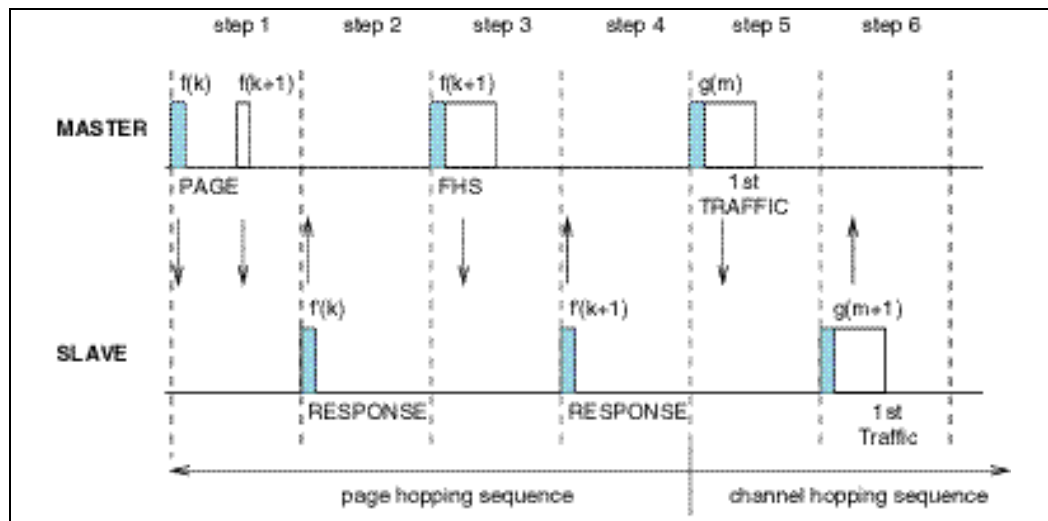 step 1 step 2 step 3 step 4 step 5 step 6
f(k) f(k+1) f(k+1) g(m)
MASTER
PAGE FHS 1st
TRAFFIC
f'(k) f'(k+1) g(m+1)
SLAVE
RESPONSE RESPONSE 1st
Traffic
page hopping sequence channel hopping sequence